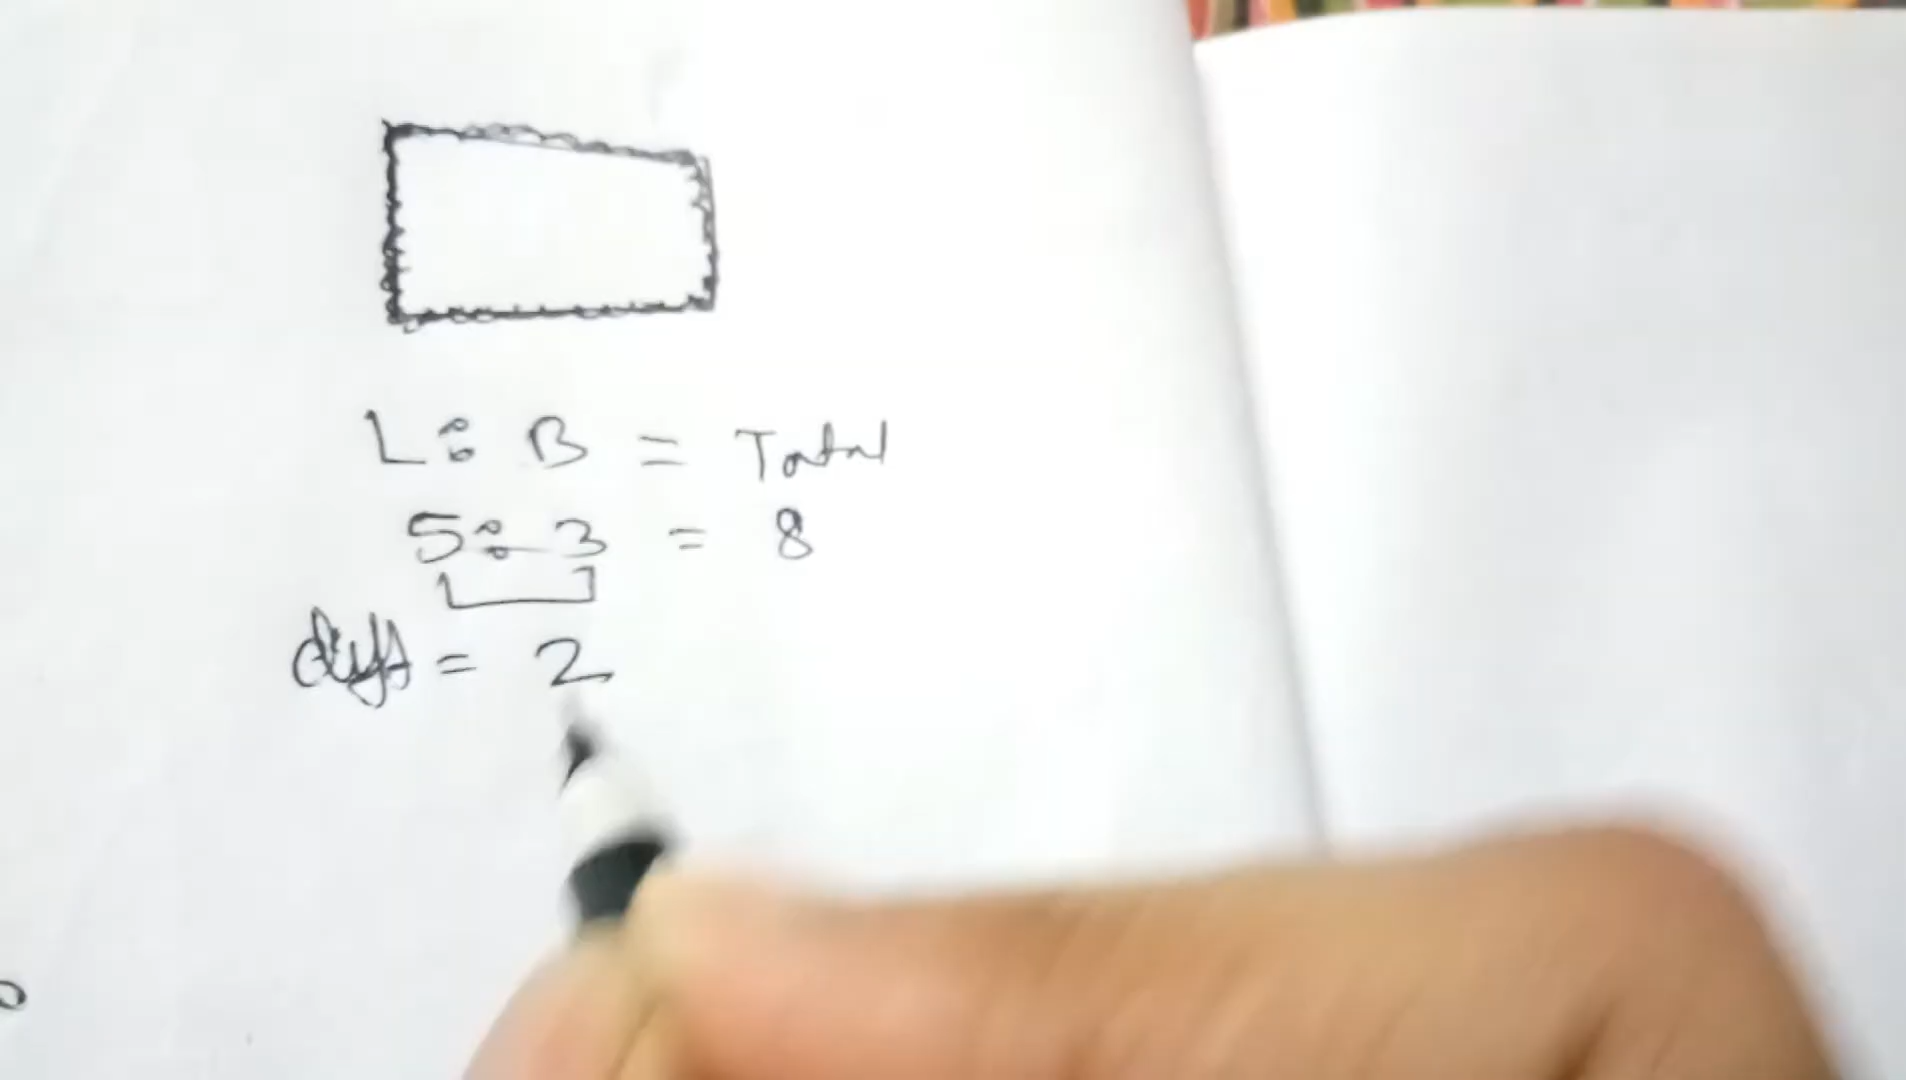 L : B = Total
5 : 3 = 8
diff = 2